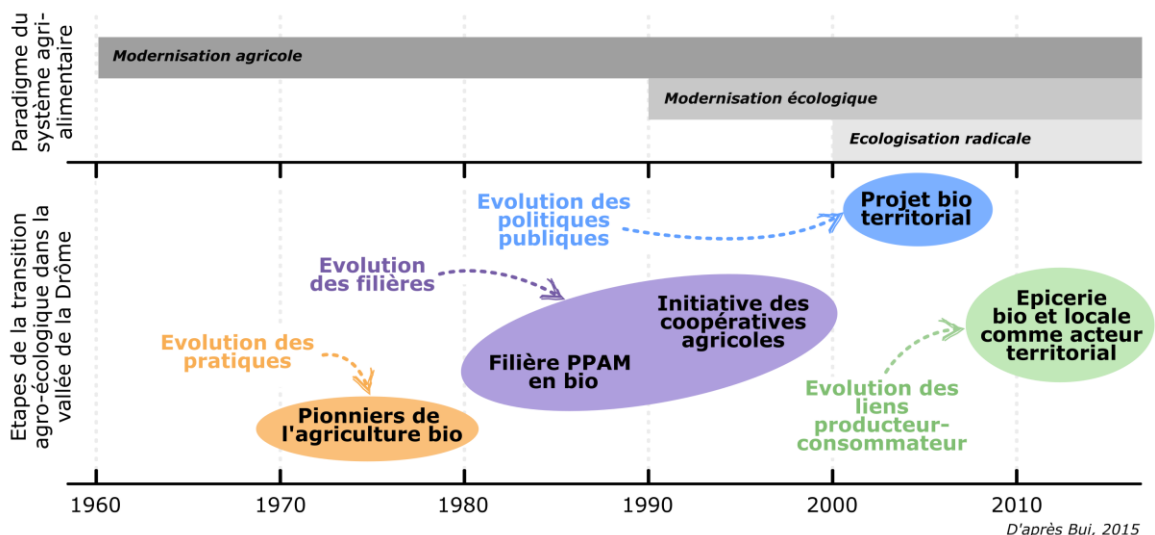 Paradigme du
système agri-
alimentaire
Modernisation agricole
Modernisation écologique
Ecologisation radicale
Etapes de la transition
agro-écologique dans la
vallée de la Drôme
Evolution des
politiques
publiques
Projet bio
territorial
Evolution
des filières
Initiative des
coopératives
agricoles
Filière PPAM
en bio
Epicerie
bio et locale
comme acteur
territorial
Evolution des
pratiques
Pionniers de
l'agriculture bio
Evolution des
liens
producteur-
consommateur
1960
1970
1980
1990
2000
2010
D'après Bui, 2015